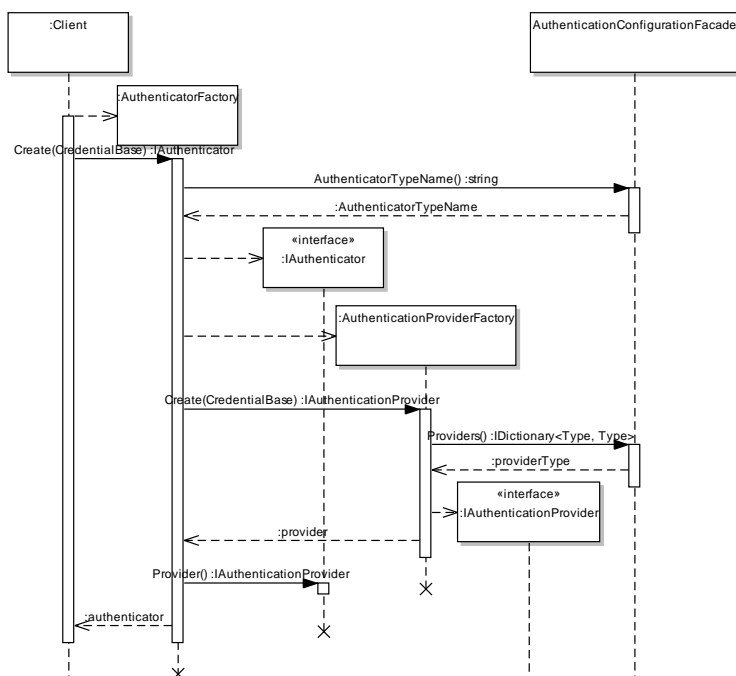 :Client
AuthenticationConfigurationFacade
:AuthenticatorFactory
Create(CredentialBase) :IAuthenticator
AuthenticatorTypeName() :string
:AuthenticatorTypeName
«interface»
:IAuthenticator
:AuthenticationProviderFactory
Create(CredentialBase) :IAuthenticationProvider
Providers() :IDictionary<Type, Type>
:providerType
«interface»
:IAuthenticationProvider
:provider
Provider() :IAuthenticationProvider
:authenticator